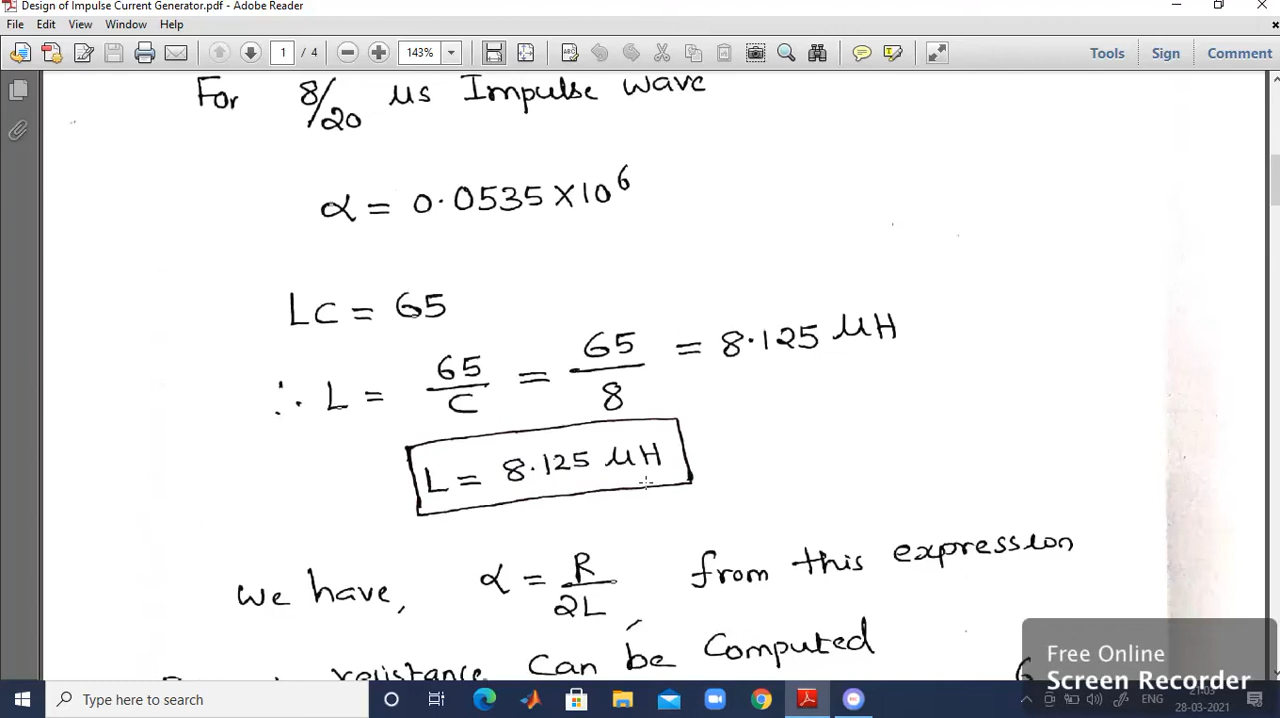 Design of Impulse Current Generator.pdf - Adobe Reader
File Edit View Window Help
1 / 4 143% Tools Sign Comment
For 8/20 μs Impulse wave
α = 0.0535 X 10⁶
LC = 65
∴ L = 65/C = 65/8 = 8.125 μH
L = 8.125 μH
We have, α = R/2L from this expression
resistance can be computed
Free Online
Screen Recorder
Type here to search
ENG
21:03
28-03-2021